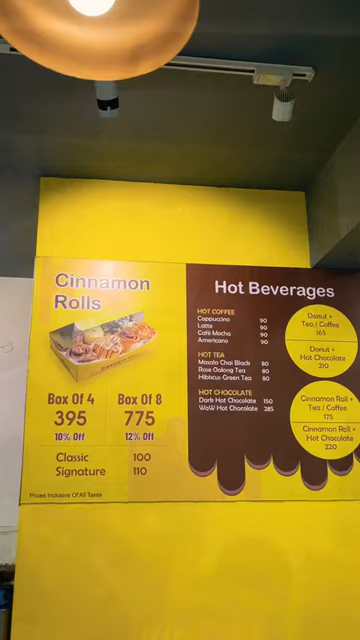 Cinnamon
Rolls
Box Of 4
395
10% Off
Box Of 8
775
12% Off
Classic 100
Signature 110
Prices Inclusive Of All Taxes
Hot Beverages
HOT COFFEE
Cappuccino 90
Latte 90
Café Mocha 90
Americano 90
HOT TEA
Masala Chai Black 80
Rose Oolong Tea 80
Hibiscus Green Tea 80
HOT CHOCOLATE
Dark Hot Chocolate 150
WoW Hot Chocolate 285
Donut +
Tea / Coffee
165
Donut +
Hot Chocolate
210
Cinnamon Roll +
Tea / Coffee
175
Cinnamon Roll +
Hot Chocolate
220